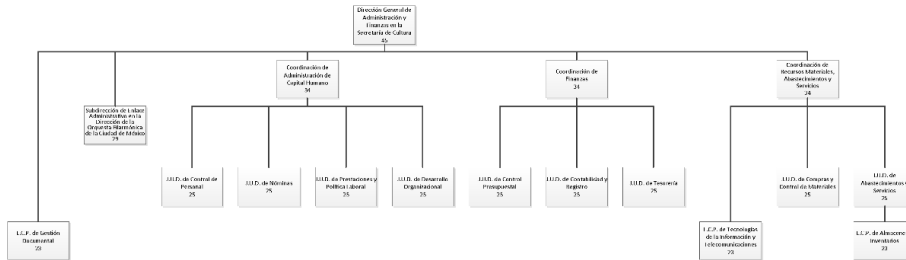 Dirección General de
Administración y
Finanzas en la
Secretaría de Cultura
45
Coordinación de
Administración de
Capital Humano
34
Coordinación de
Finanzas
34
Coordinación de
Recursos Materiales,
Abastecimientos y
Servicios
34
Subdirección de Enlace
Administrativo en la
Dirección de la
Orquesta Filarmónica
de la Ciudad de México
29
J.U.D. de Control de
Personal
25
J.U.D. de Nóminas
25
J.U.D. de Prestaciones y
Política Laboral
25
J.U.D. de Desarrollo
Organizacional
25
J.U.D. de Control
Presupuestal
25
J.U.D. de Contabilidad y
Registro
25
J.U.D. de Tesorería
25
J.U.D. de Compras y
Control de Materiales
25
J.U.D. de
Abastecimientos y
Servicios
25
L.C.P. de Gestión
Documental
23
L.C.P. de Tecnologías
de la Información y
Telecomunicaciones
23
L.C.P. de Almacene
Inventarios
23